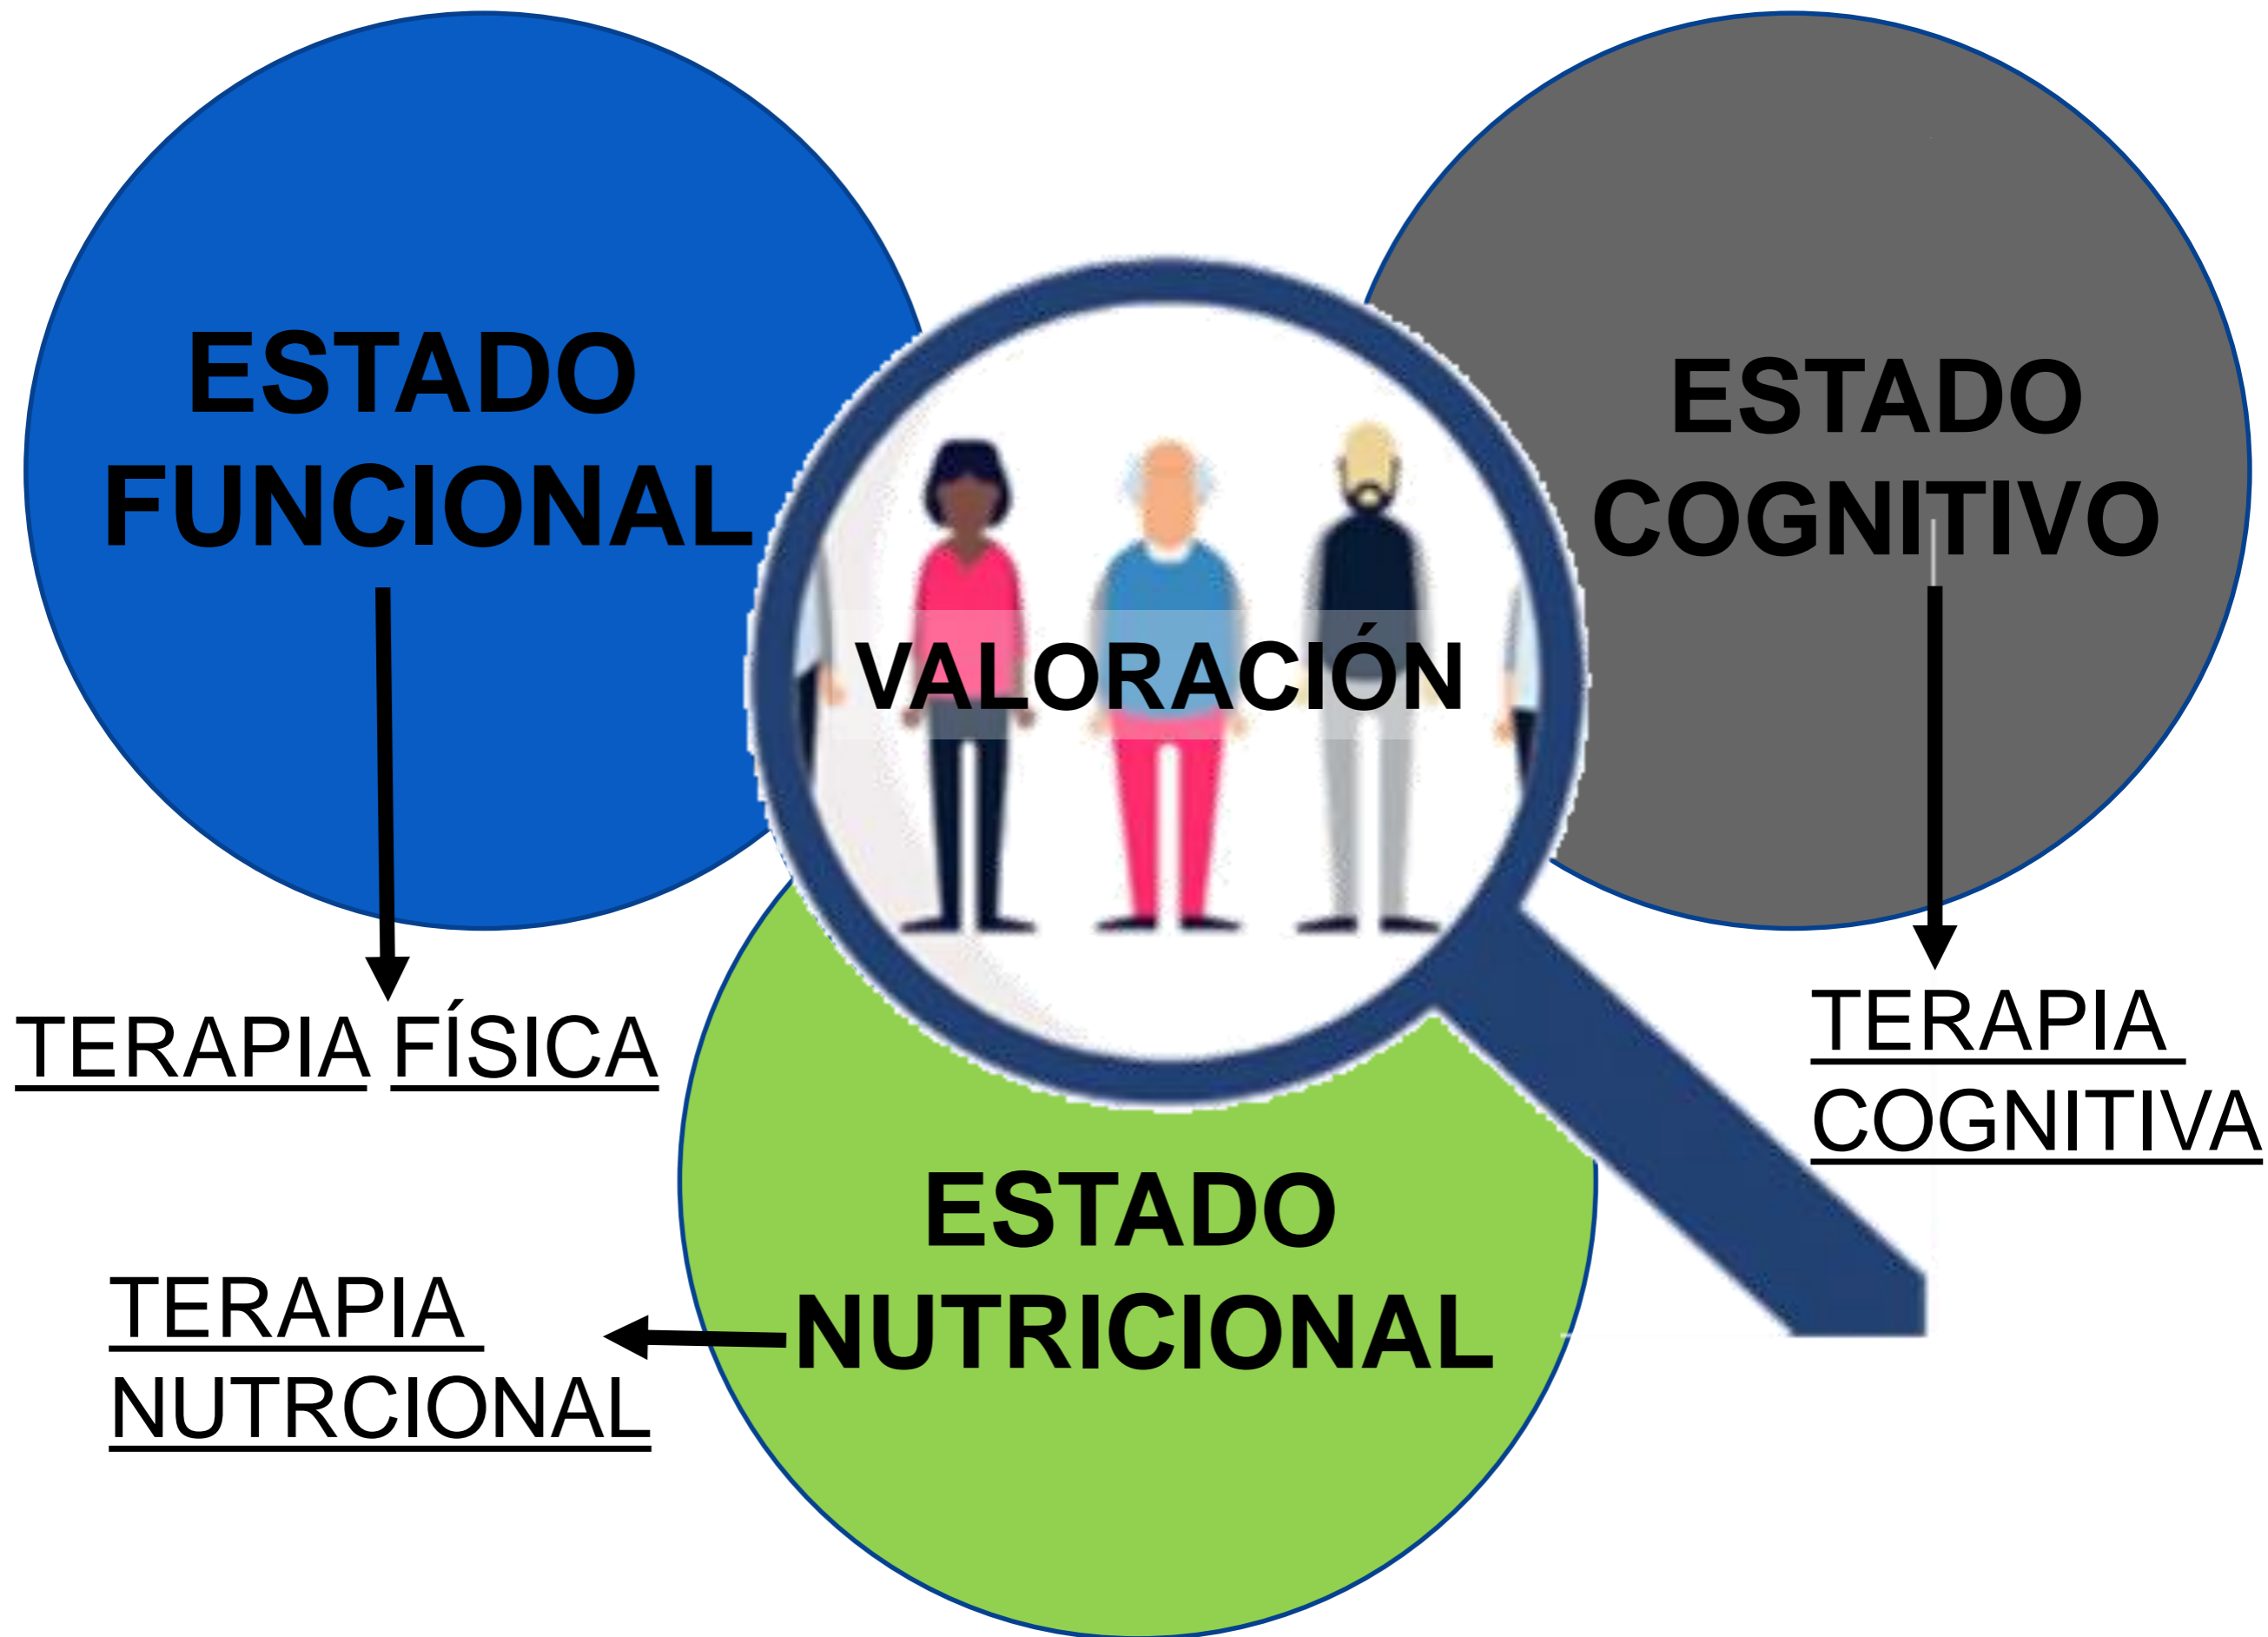 ESTADO
FUNCIONAL
ESTADO
COGNITIVO
VALORACIÓN
TERAPIA FÍSICA
TERAPIA
COGNITIVA
ESTADO
NUTRICIONAL
TERAPIA
NUTRCIONAL